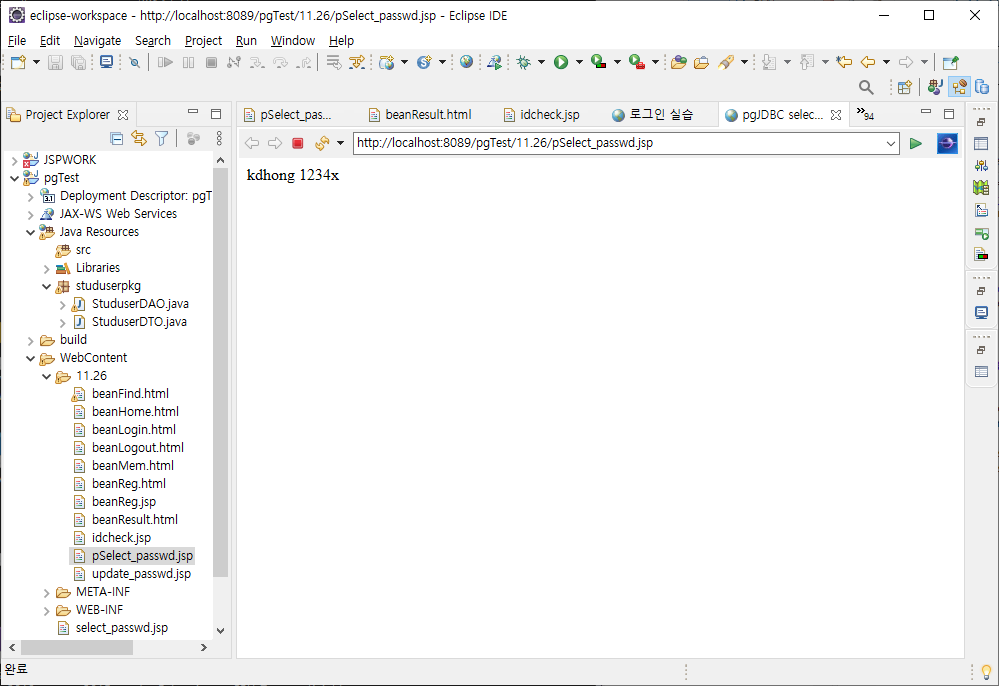 eclipse-workspace - http://localhost:8089/pgTest/11.26/pSelect_passwd.jsp - Eclipse IDE
File Edit Navigate Search Project Run Window Help
Project Explorer
pSelect_pas...
beanResult.html
idcheck.jsp
로그인 실습
pgJDBC selec...
»94
http://localhost:8089/pgTest/11.26/pSelect_passwd.jsp
kdhong 1234x
JSPWORK
pgTest
Deployment Descriptor: pgT
JAX-WS Web Services
Java Resources
src
Libraries
studuserpkg
StuduserDAO.java
StuduserDTO.java
build
WebContent
11.26
beanFind.html
beanHome.html
beanLogin.html
beanLogout.html
beanMem.html
beanReg.html
beanReg.jsp
beanResult.html
idcheck.jsp
pSelect_passwd.jsp
update_passwd.jsp
META-INF
WEB-INF
select_passwd.jsp
완료